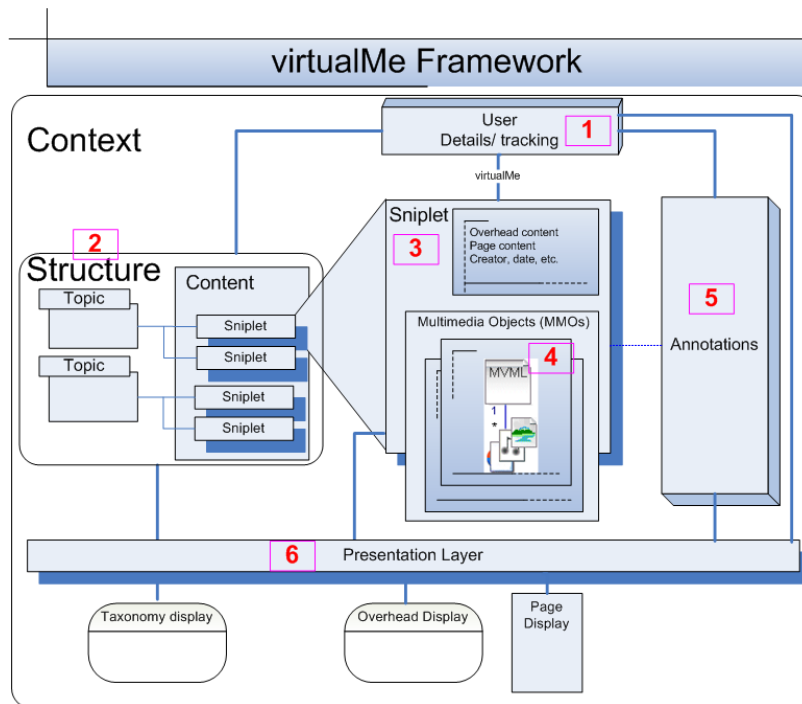 virtualMe Framework
Context
User
Details/ tracking
1
virtualMe
2
Structure
Topic
Topic
Content
Sniplet
Sniplet
Sniplet
Sniplet
Sniplet
3
Overhead content
Page content
Creator, date, etc.
Multimedia Objects (MMOs)
4
MVML
1
*
5
Annotations
6
Presentation Layer
Taxonomy display
Overhead Display
Page
Display